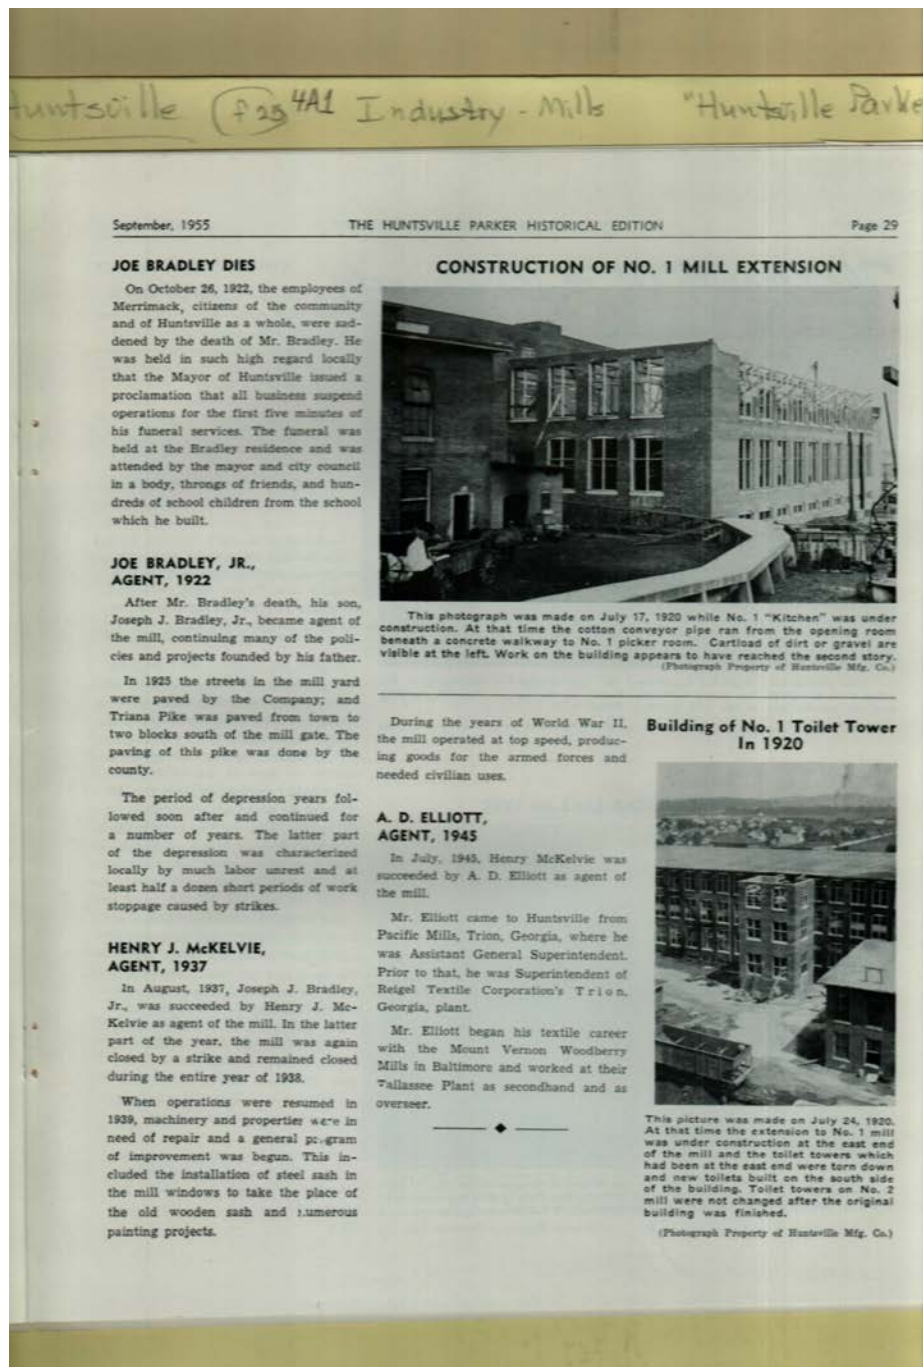 Huntsville f 25 4A1 Industry - Mills "Huntsville Parke
September, 1955 THE HUNTSVILLE PARKER HISTORICAL EDITION Page 29
JOE BRADLEY DIES
On October 26, 1922, the employees of
Merrimack, citizens of the community
and of Huntsville as a whole, were sad-
dened by the death of Mr. Bradley. He
was held in such high regard locally
that the Mayor of Huntsville issued a
proclamation that all business suspend
operations for the first five minutes of
his funeral services. The funeral was
held at the Bradley residence and was
attended by the mayor and city council
in a body, throngs of friends, and hun-
dreds of school children from the school
which he built.
JOE BRADLEY, JR.,
AGENT, 1922
After Mr. Bradley's death, his son,
Joseph J. Bradley, Jr., became agent of
the mill, continuing many of the poli-
cies and projects founded by his father.
In 1925 the streets in the mill yard
were paved by the Company; and
Triana Pike was paved from town to
two blocks south of the mill gate. The
paving of this pike was done by the
county.
The period of depression years fol-
lowed soon after and continued for
a number of years. The latter part
of the depression was characterized
locally by much labor unrest and at
least half a dozen short periods of work
stoppage caused by strikes.
HENRY J. McKELVIE,
AGENT, 1937
In August, 1937, Joseph J. Bradley,
Jr., was succeeded by Henry J. Mc-
Kelvie as agent of the mill. In the latter
part of the year, the mill was again
closed by a strike and remained closed
during the entire year of 1938.
When operations were resumed in
1939, machinery and properties were in
need of repair and a general program
of improvement was begun. This in-
cluded the installation of steel sash in
the mill windows to take the place of
the old wooden sash and numerous
painting projects.
CONSTRUCTION OF NO. 1 MILL EXTENSION
This photograph was made on July 17, 1920 while No. 1 "Kitchen" was under
construction. At that time the cotton conveyor pipe ran from the opening room
beneath a concrete walkway to No. 1 picker room. Cartload of dirt or gravel are
visible at the left. Work on the building appears to have reached the second story.
(Photograph Property of Huntsville Mfg. Co.)
During the years of World War II,
the mill operated at top speed, produc-
ing goods for the armed forces and
needed civilian uses.
A. D. ELLIOTT,
AGENT, 1945
In July, 1945, Henry McKelvie was
succeeded by A. D. Elliott as agent of
the mill.
Mr. Elliott came to Huntsville from
Pacific Mills, Trion, Georgia, where he
was Assistant General Superintendent.
Prior to that, he was Superintendent of
Reigel Textile Corporation's Trion,
Georgia, plant.
Mr. Elliott began his textile career
with the Mount Vernon Woodberry
Mills in Baltimore and worked at their
Tallassee Plant as secondhand and as
overseer.
Building of No. 1 Toilet Tower
In 1920
This picture was made on July 24, 1920.
At that time the extension to No. 1 mill
was under construction at the east end
of the mill and the toilet towers which
had been at the east end were torn down
and new toilets built on the south side
of the building. Toilet towers on No. 2
mill were not changed after the original
building was finished.
(Photograph Property of Huntsville Mfg. Co.)